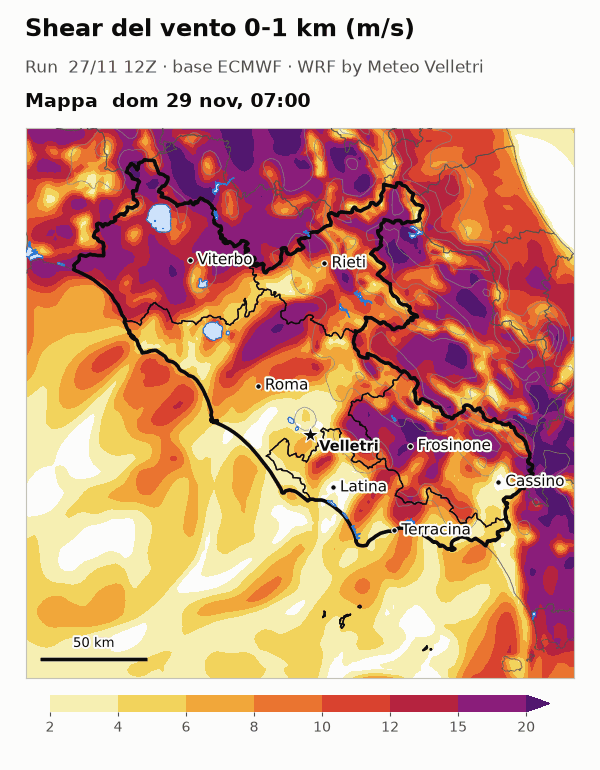 Shear del vento 0-1 km (m/s)
Run  27/11 12Z · base ECMWF · WRF by Meteo Velletri
Mappa  dom 29 nov, 07:00
Viterbo
Rieti
Roma
Velletri
Frosinone
Cassino
Latina
Terracina
50 km
2 4 6 8 10 12 15 20